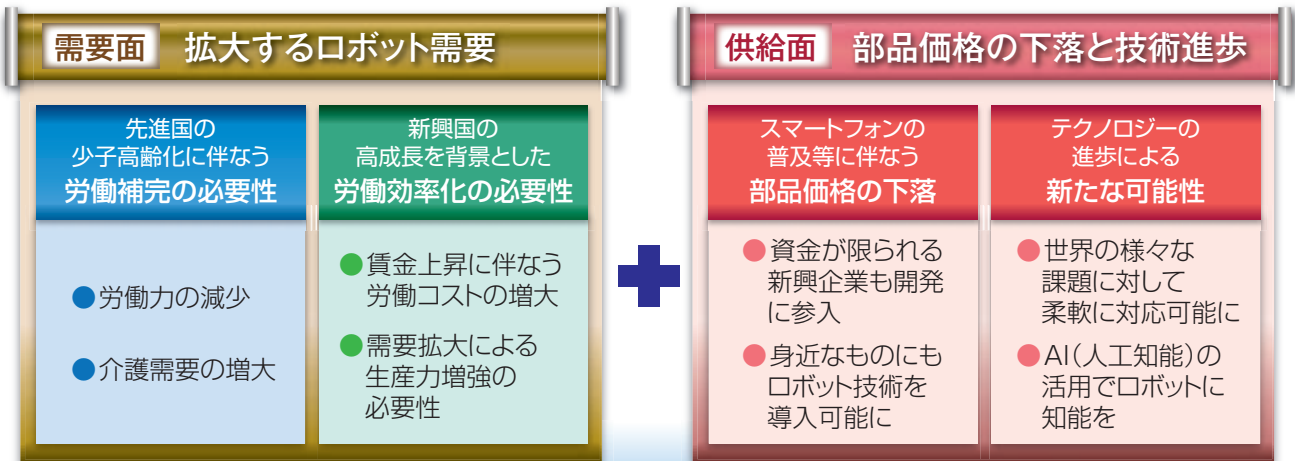 需要面 拡大するロボット需要
先進国の
少子高齢化に伴なう
労働補完の必要性
●労働力の減少
●介護需要の増大
新興国の
高成長を背景とした
労働効率化の必要性
●賃金上昇に伴なう
労働コストの増大
●需要拡大による
生産力増強の
必要性
供給面 部品価格の下落と技術進歩
スマートフォンの
普及等に伴なう
部品価格の下落
●資金が限られる
新興企業も開発
に参入
●身近なものにも
ロボット技術を
導入可能に
テクノロジーの
進歩による
新たな可能性
●世界の様々な
課題に対して
柔軟に対応可能に
●AI(人工知能)の
活用でロボットに
知能を